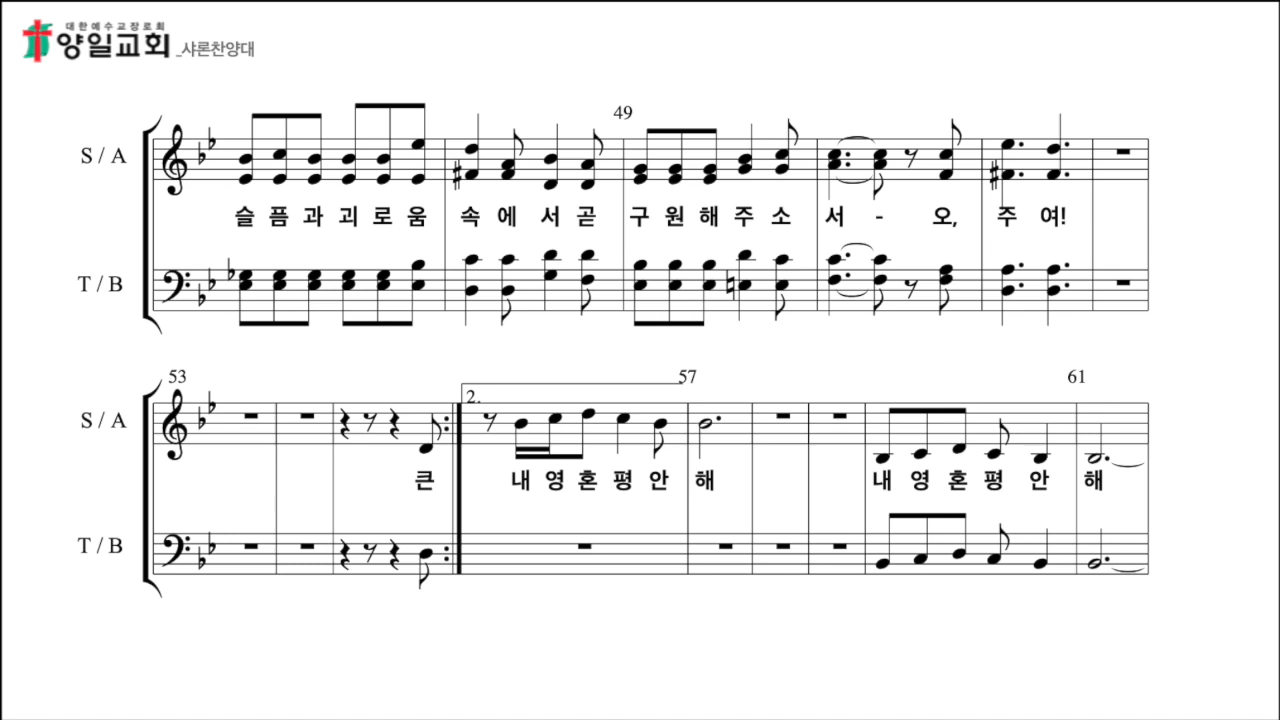 대한예수교장로회
양일교회_샤론찬양대
49
S / A
슬 픔 과 괴 로 움 속 에 서 곧 구 원 해 주 소 서 - 오, 주 여!
T / B
53 57 61
2.
S / A
큰 내 영 혼 평 안 해 내 영 혼 평 안 해
T / B